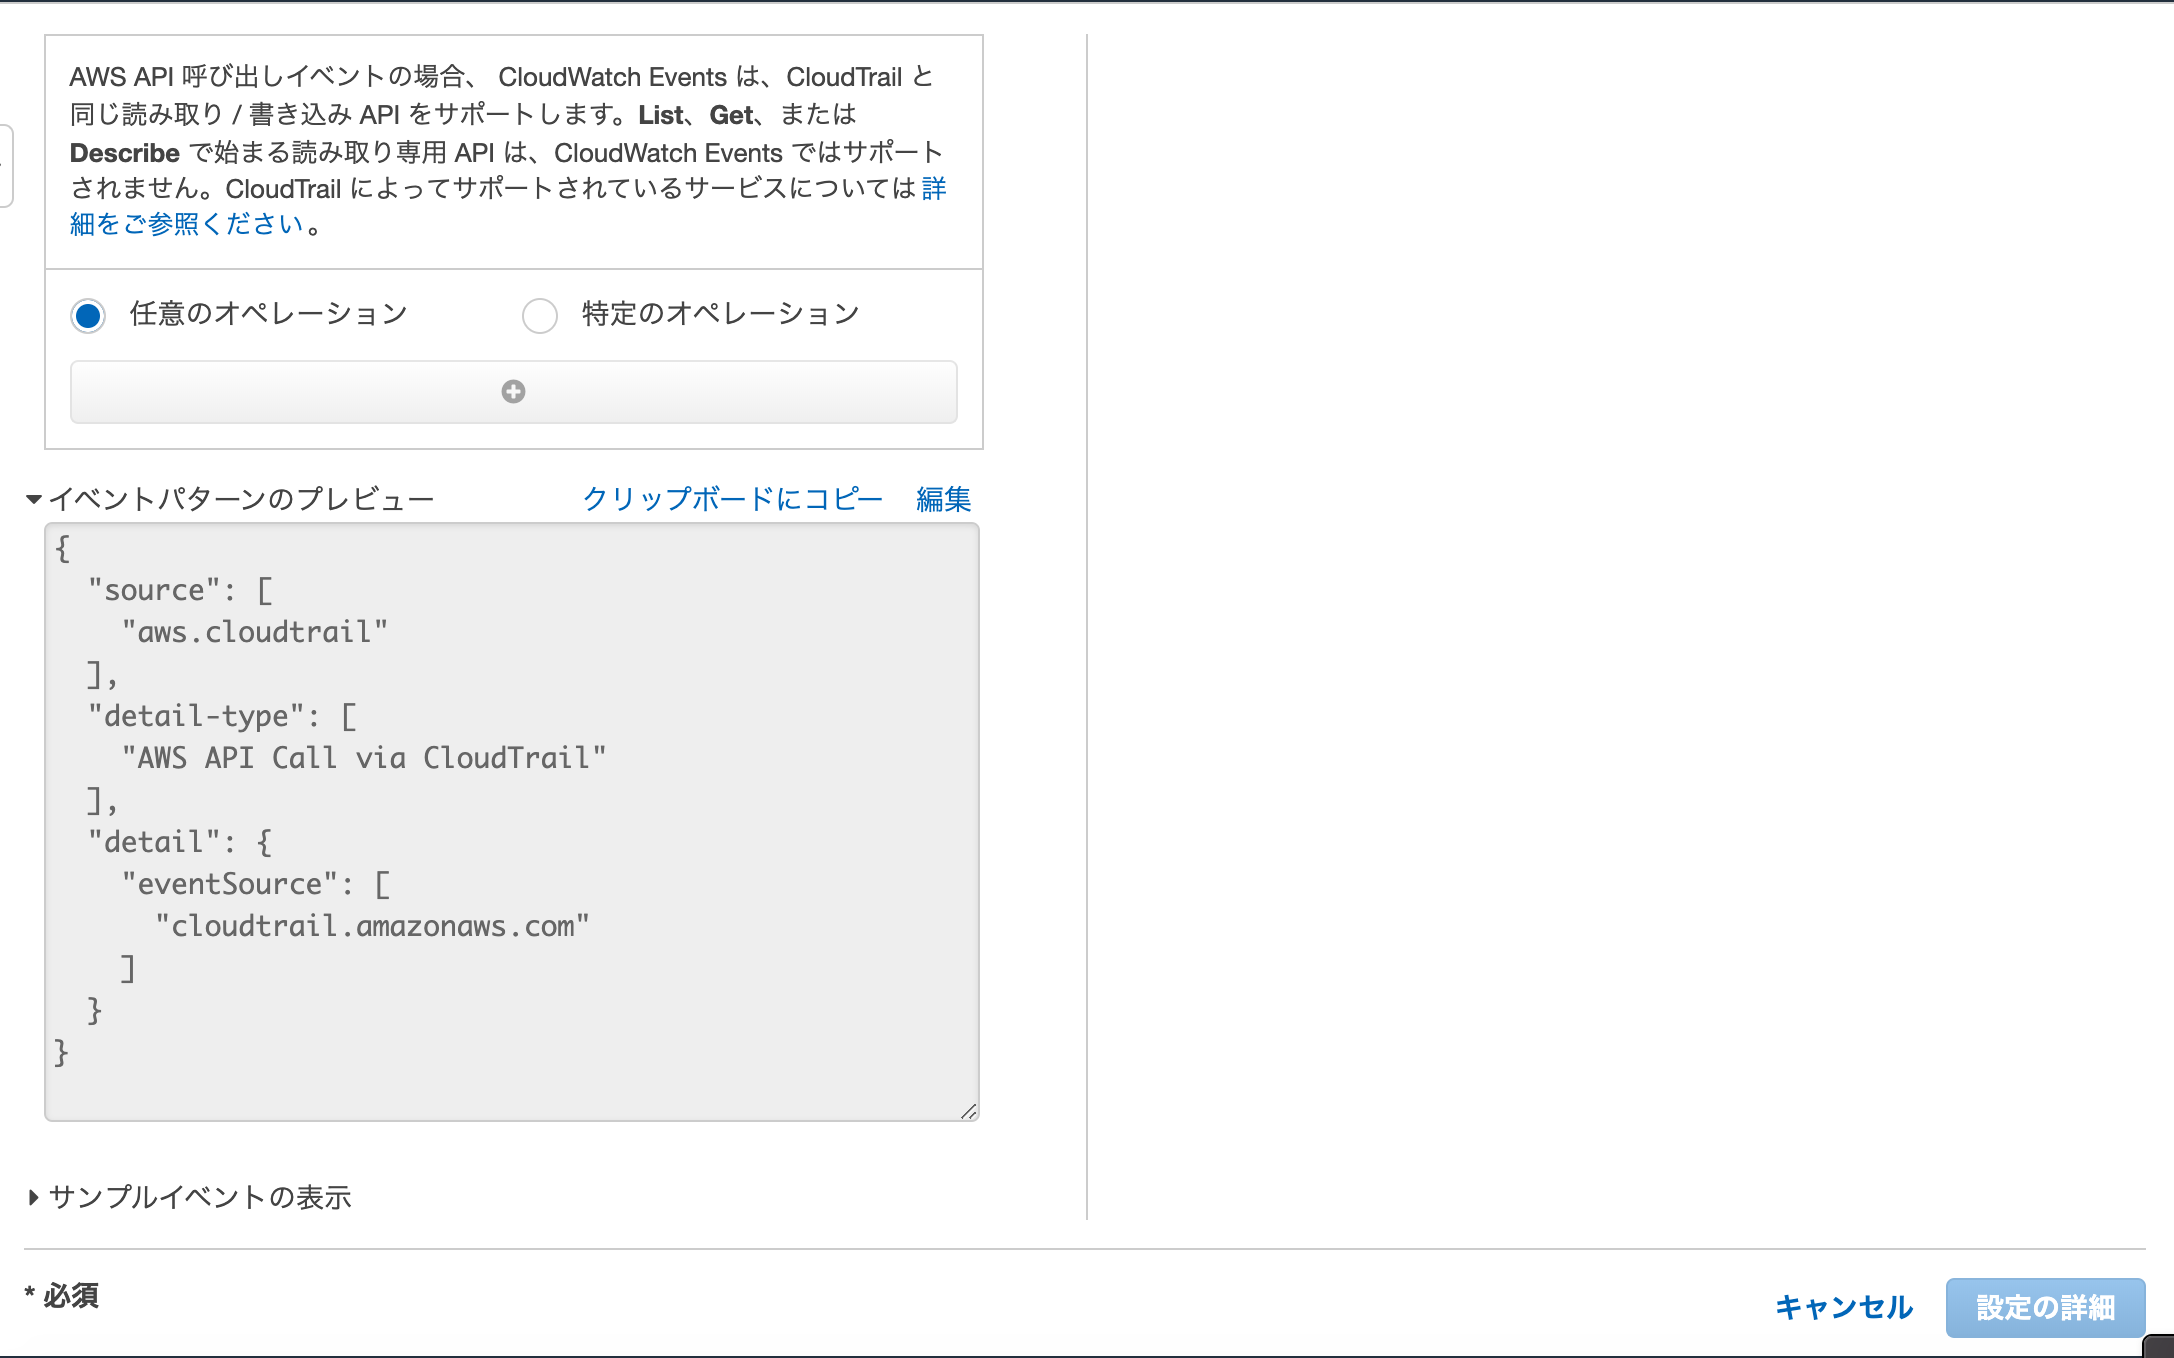 AWS API 呼び出しイベントの場合、 CloudWatch Events は、CloudTrail と
同じ読み取り / 書き込み API をサポートします。List、Get、または
Describe で始まる読み取り専用 API は、CloudWatch Events ではサポート
されません。CloudTrail によってサポートされているサービスについては 詳
細をご参照ください 。
任意のオペレーション 特定のオペレーション
イベントパターンのプレビュー クリップボードにコピー 編集
{
  "source": [
    "aws.cloudtrail"
  ],
  "detail-type": [
    "AWS API Call via CloudTrail"
  ],
  "detail": {
    "eventSource": [
      "cloudtrail.amazonaws.com"
    ]
  }
}
サンプルイベントの表示
* 必須
キャンセル 設定の詳細